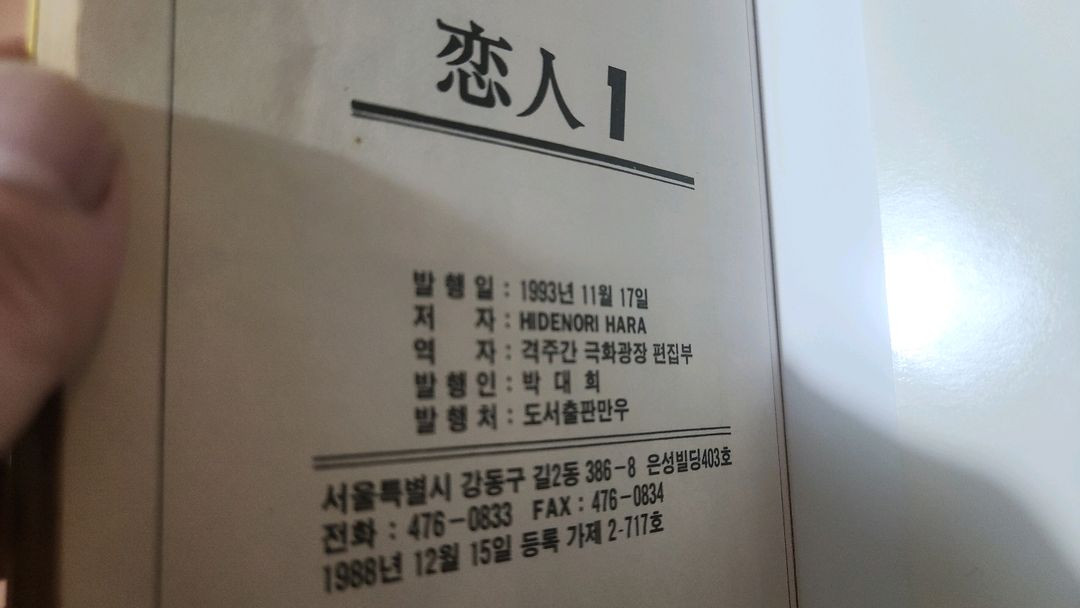 恋人1
발행일 : 1993년 11월 17일
저 자 : HIDENORI HARA
역 자 : 격주간 극화광장 편집부
발행인 : 박대희
발행처 : 도서출판만우
서울특별시 강동구 길2동 386-8 은성빌딩403호
전화 : 476-0833 FAX : 476-0834
1988년 12월 15일 등록 가제 2-717호